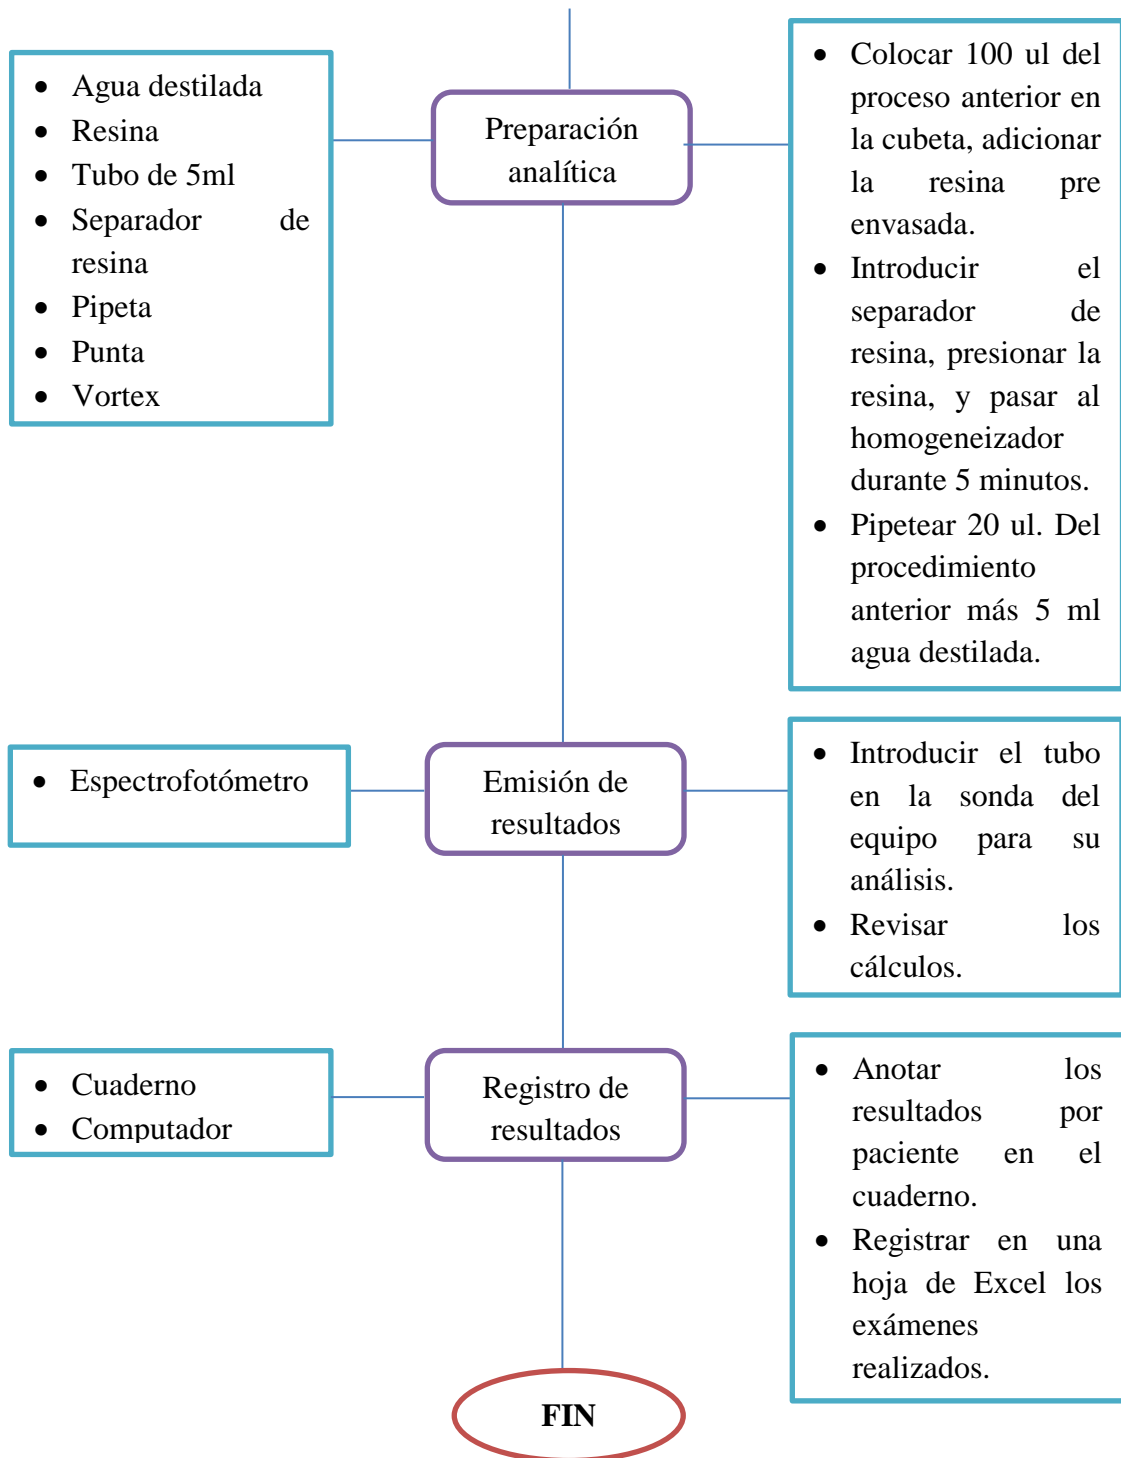 • Agua destilada
• Resina
• Tubo de 5ml
• Separador de
resina
• Pipeta
• Punta
• Vortex
Preparación
analítica
• Colocar 100 ul del
proceso anterior en
la cubeta, adicionar
la resina pre
envasada.
• Introducir el
separador de
resina, presionar la
resina, y pasar al
homogeneizador
durante 5 minutos.
• Pipetear 20 ul. Del
procedimiento
anterior más 5 ml
agua destilada.
• Espectrofotómetro
Emisión de
resultados
• Introducir el tubo
en la sonda del
equipo para su
análisis.
• Revisar los
cálculos.
• Cuaderno
• Computador
Registro de
resultados
• Anotar los
resultados por
paciente en el
cuaderno.
• Registrar en una
hoja de Excel los
exámenes
realizados.
FIN